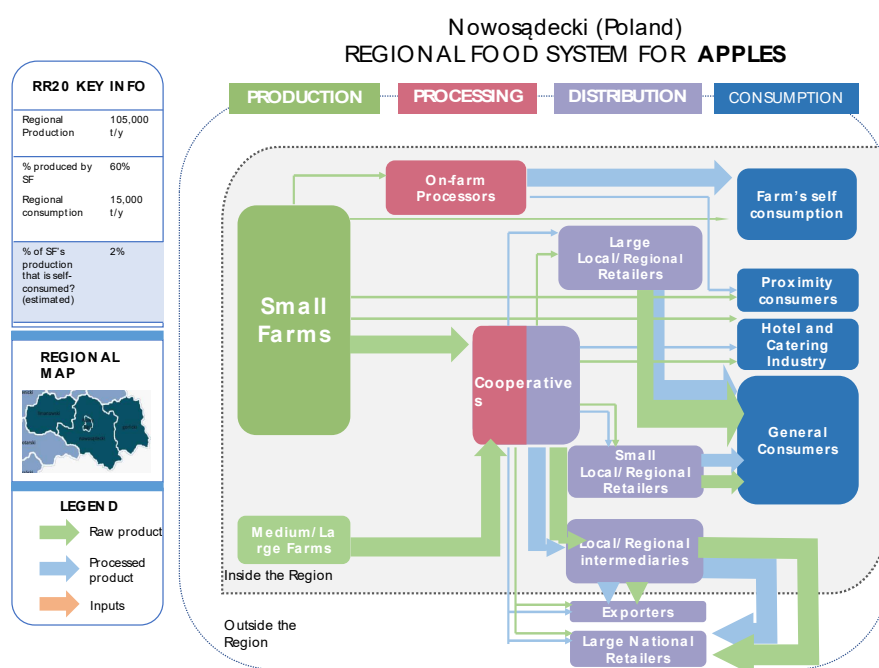 Nowosądecki (Poland)
REGIONAL FOOD SYSTEM FOR APPLES
RR20 KEY INFO
Regional
Production
105,000
t/y
% produced by
SF
60%
Regional
consumption
15,000
t/y
% of SF's
production
that is self-
consumed?
(estimated)
2%
REGIONAL
MAP
LEGEND
Raw product
Processed
product
Inputs
PRODUCTION
PROCESSING
DISTRIBUTION
CONSUMPTION
On-farm
Processors
Farm's self
consumption
Large
Local/Regional
Retailers
Small
Farms
Proximity
consumers
Hotel and
Catering
Industry
Cooperative
s
General
Consumers
Small
Local/Regional
Retailers
Medium/La
rge Farms
Local/Regional
intermediaries
Inside the Region
Exporters
Outside the
Region
Large National
Retailers